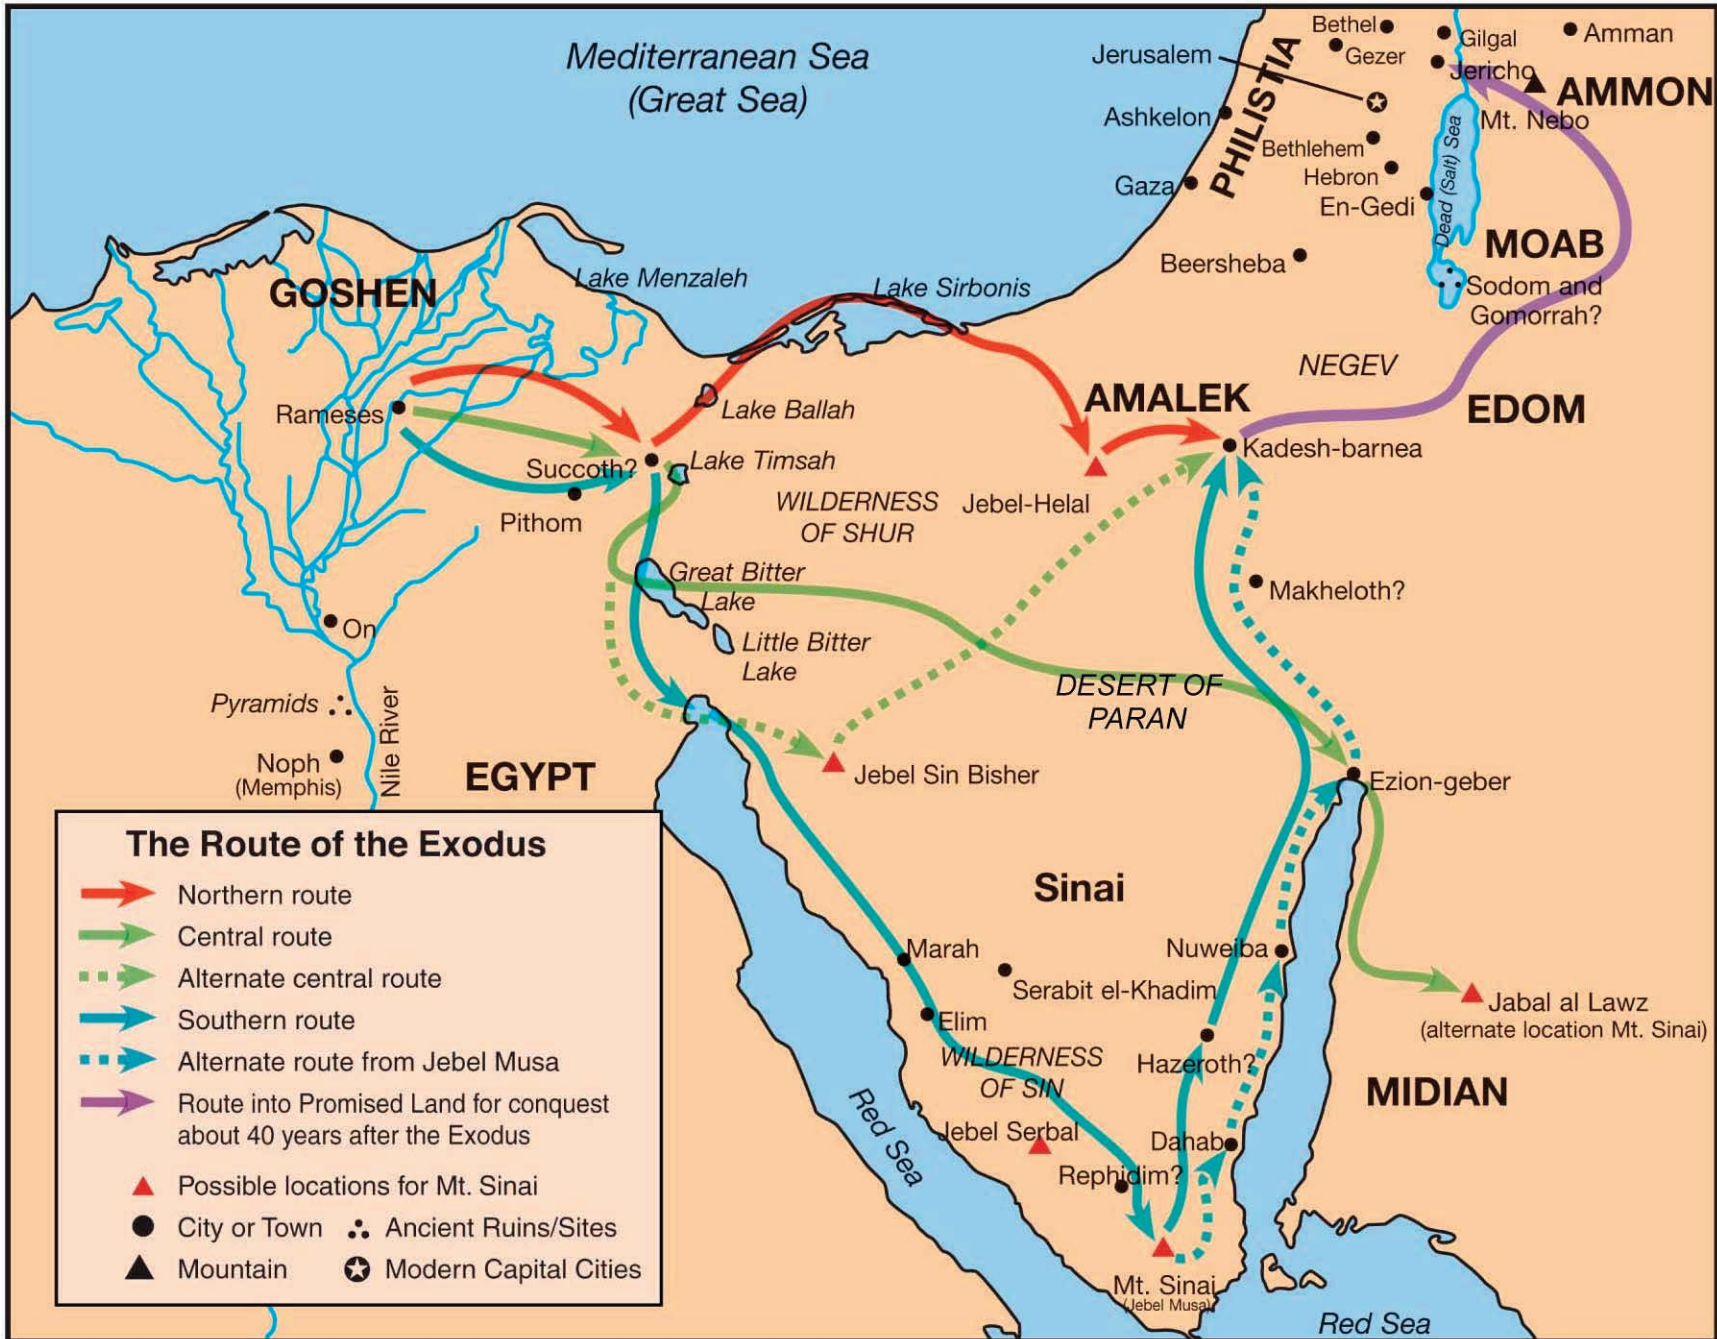 Mediterranean Sea
(Great Sea)
Bethel
Gezer
Gilgal
Amman
Jerusalem
Jericho
AMMON
Mt. Nebo
Ashkelon
PHILISTIA
Bethlehem
Hebron
Gaza
En-Gedi
Dead (Salt) Sea
MOAB
Beersheba
Sodom and
Gomorrah?
Lake Menzaleh
Lake Sirbonis
GOSHEN
NEGEV
AMALEK
EDOM
Rameses
Lake Ballah
Succoth?
Lake Timsah
Kadesh-barnea
Pithom
WILDERNESS
OF SHUR
Jebel-Helal
Great Bitter
Lake
Makheloth?
On
Little Bitter
Lake
Pyramids
Nile River
DESERT OF
PARAN
Noph
(Memphis)
EGYPT
Jebel Sin Bisher
Ezion-geber
Sinai
Marah
Nuweiba
Serabit el-Khadim
Elim
Jabal al Lawz
(alternate location Mt. Sinai)
WILDERNESS
OF SIN
Hazeroth?
MIDIAN
Red Sea
Jebel Serbal
Dahab
Rephidim?
Mt. Sinai
(Jebel Musa)
Red Sea
The Route of the Exodus
Northern route
Central route
Alternate central route
Southern route
Alternate route from Jebel Musa
Route into Promised Land for conquest
about 40 years after the Exodus
Possible locations for Mt. Sinai
City or Town
Ancient Ruins/Sites
Mountain
Modern Capital Cities